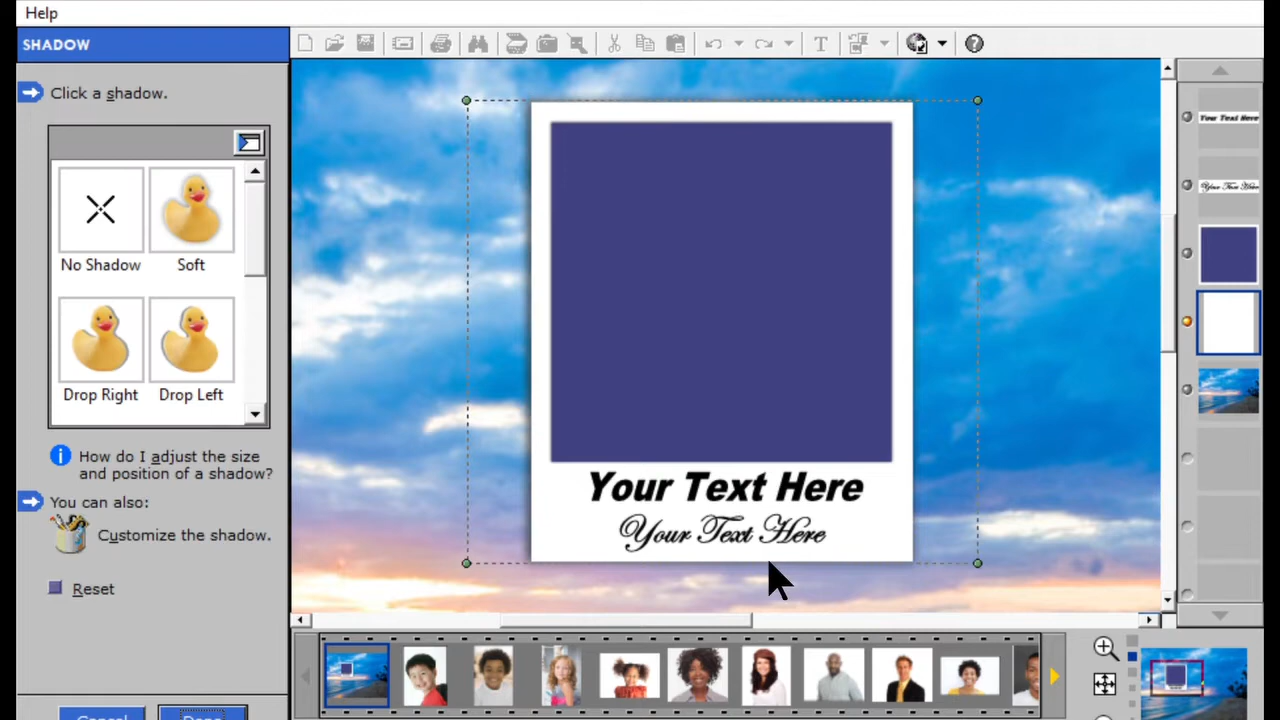 Help
SHADOW
Click a shadow.
No Shadow
Soft
Drop Right
Drop Left
How do I adjust the size
and position of a shadow?
You can also:
Customize the shadow.
Reset
Cancel
Done
Your Text Here
Your Text Here
Your Text Here
Your Text Here